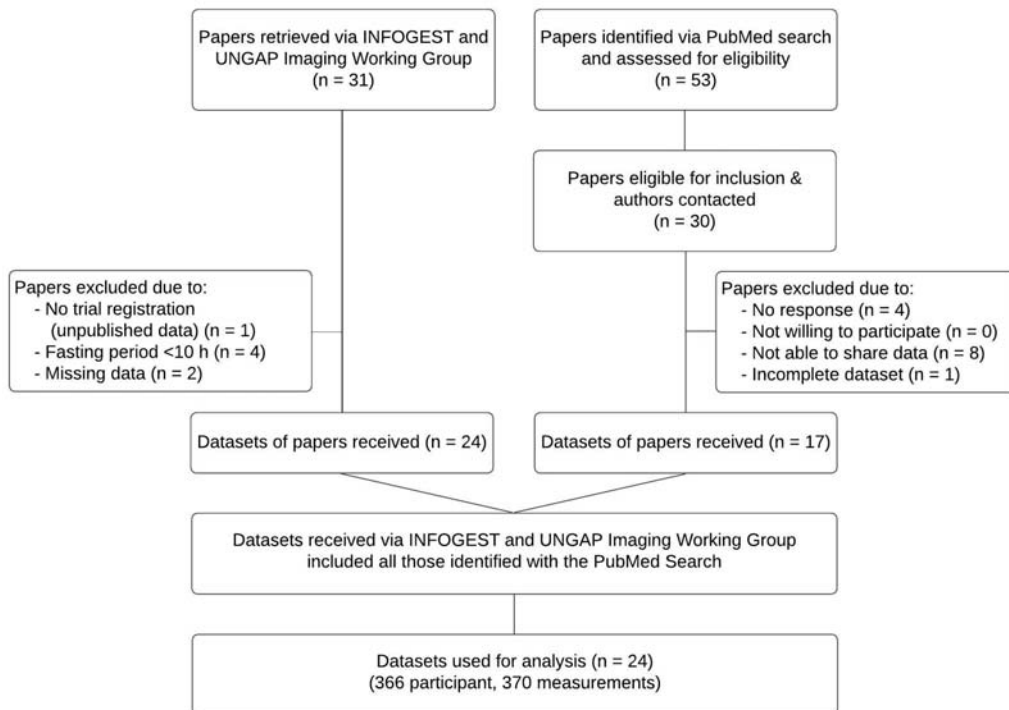 Papers retrieved via INFOGEST and
UNGAP Imaging Working Group
(n = 31)
Papers identified via PubMed search
and assessed for eligibility
(n = 53)
Papers eligible for inclusion &
authors contacted
(n = 30)
Papers excluded due to:
- No trial registration
(unpublished data) (n = 1)
- Fasting period <10 h (n = 4)
- Missing data (n = 2)
Papers excluded due to:
- No response (n = 4)
- Not willing to participate (n = 0)
- Not able to share data (n = 8)
- Incomplete dataset (n = 1)
Datasets of papers received (n = 24)
Datasets of papers received (n = 17)
Datasets received via INFOGEST and UNGAP Imaging Working Group
included all those identified with the PubMed Search
Datasets used for analysis (n = 24)
(366 participant, 370 measurements)